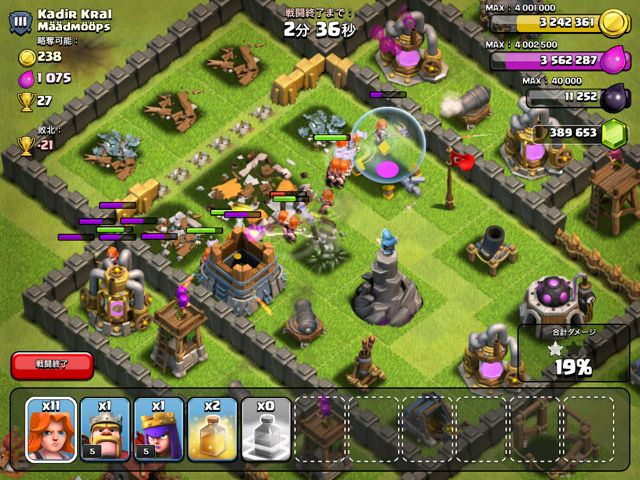 III
Kadir Kral
Määdmööps
略奪可能：
238
1 075
27
敗北：
-21
戦闘終了まで：
2分 36秒
MAX： 4 001 000
3 242 361
MAX： 4 002 500
3 562 287
MAX： 40 000
11 252
389 653
戦闘終了
合計ダメージ
19%
x11
x1
x1
x2
x0
5
5